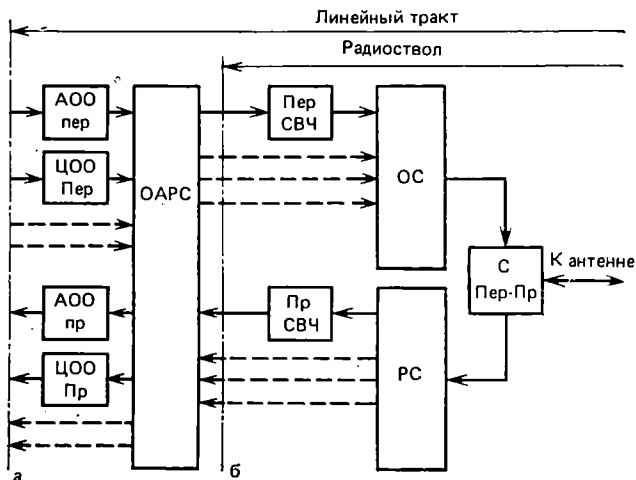 Линейный тракт
Радиоствол
АОО
пер
Пер
СВЧ
ЦОО
Пер
ОАРС
ОС
С
Пер-Пр
К антенне
АОО
пр
Пр
СВЧ
ЦОО
Пр
РС
а
б